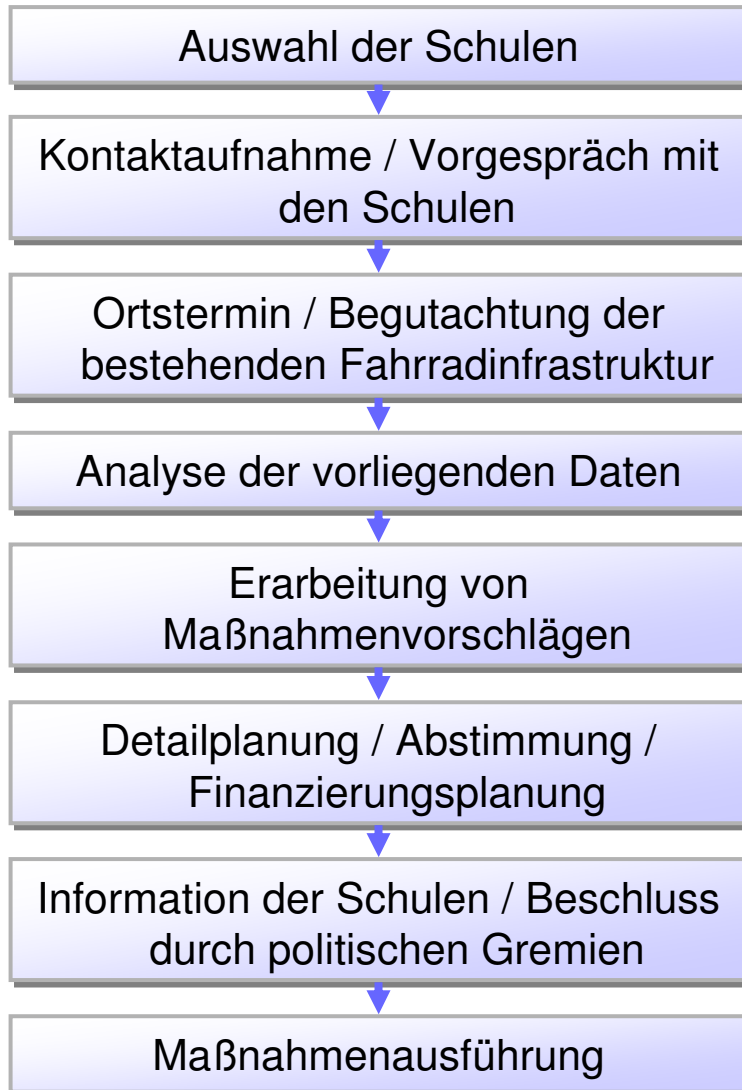 Auswahl der Schulen
Kontaktaufnahme / Vorgespräch mit
den Schulen
Ortstermin / Begutachtung der
bestehenden Fahrradinfrastruktur
Analyse der vorliegenden Daten
Erarbeitung von
Maßnahmenvorschlägen
Detailplanung / Abstimmung /
Finanzierungsplanung
Information der Schulen / Beschluss
durch politischen Gremien
Maßnahmenausführung